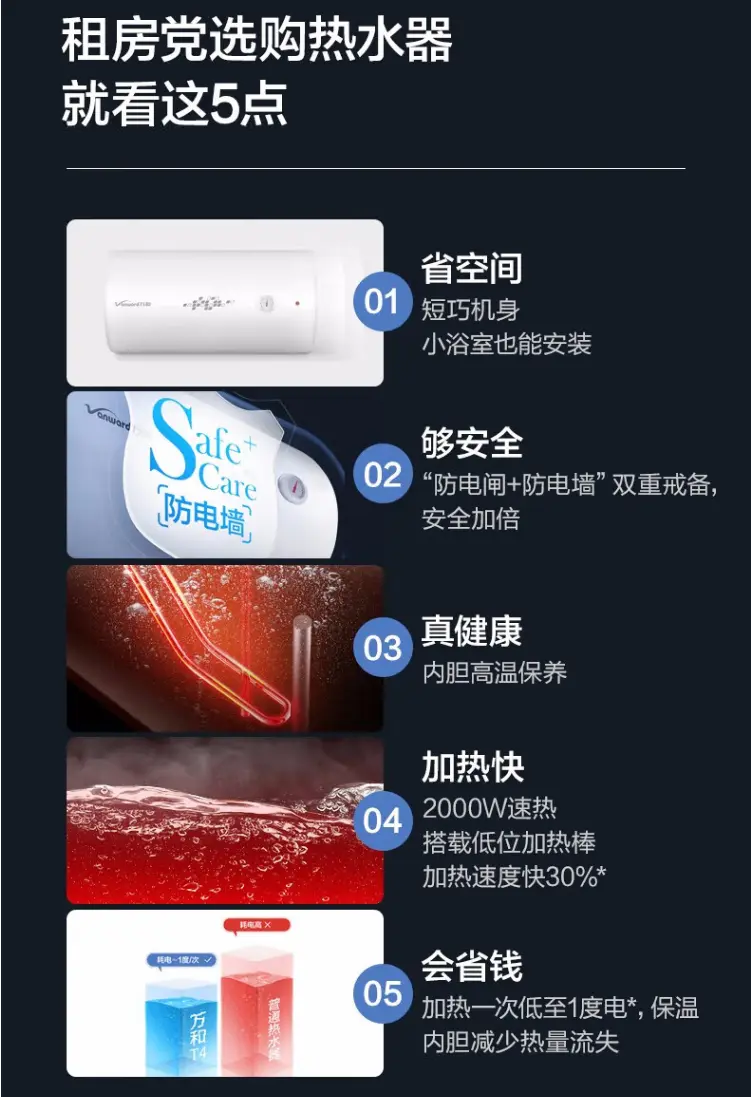 租房党选购热水器
就看这5点
01
省空间
短巧机身
小浴室也能安装
Vanward
Safe+
Care
防电墙
02
够安全
“防电闸+防电墙”双重戒备,
安全加倍
03
真健康
内胆高温保养
04
加热快
2000W速热
搭载低位加热棒
加热速度快30%*
耗电高×
耗电~1度/次✓
万和T4
普通热水器
05
会省钱
加热一次低至1度电*, 保温
内胆减少热量流失